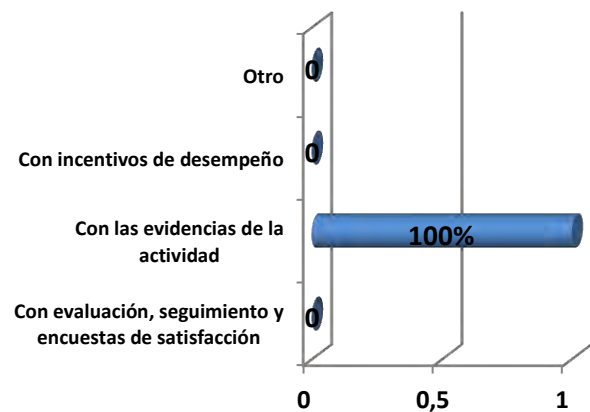 Otro
0
Con incentivos de desempeño
0
Con las evidencias de la
actividad
100%
Con evaluación, seguimiento y
encuestas de satisfacción
0
0
0,5
1